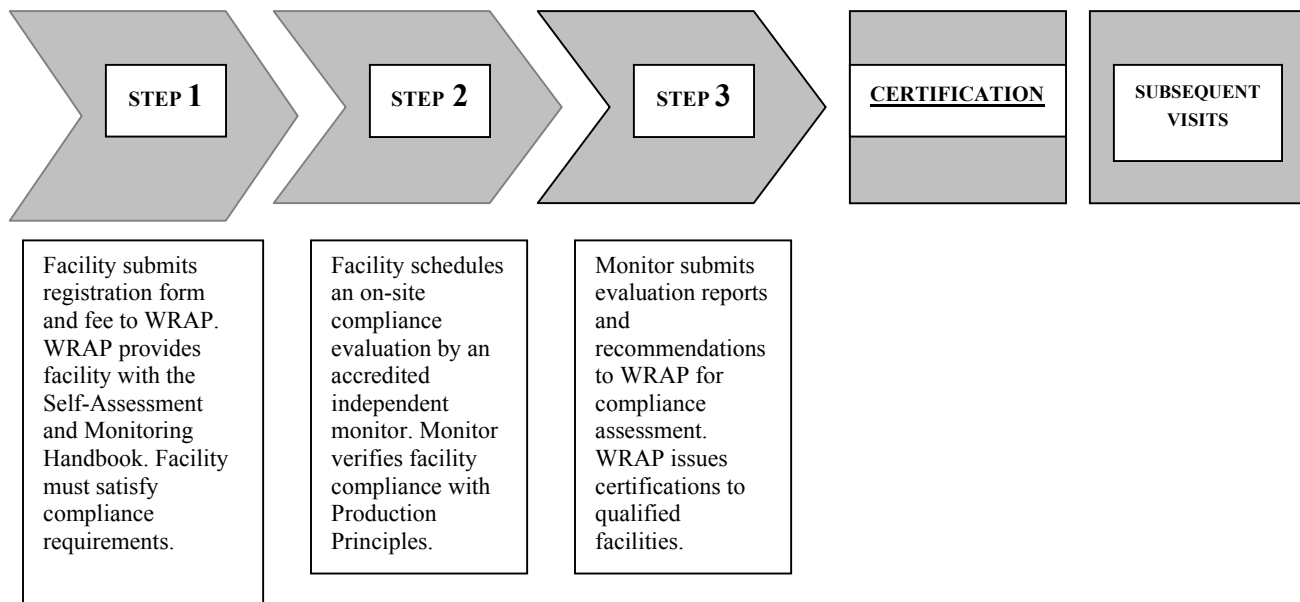 STEP 1
STEP 2
STEP 3
CERTIFICATION
SUBSEQUENT
VISITS
Facility submits
registration form
and fee to WRAP.
WRAP provides
facility with the
Self-Assessment
and Monitoring
Handbook. Facility
must satisfy
compliance
requirements.
Facility schedules
an on-site
compliance
evaluation by an
accredited
independent
monitor. Monitor
verifies facility
compliance with
Production
Principles.
Monitor submits
evaluation reports
and
recommendations
to WRAP for
compliance
assessment.
WRAP issues
certifications to
qualified
facilities.